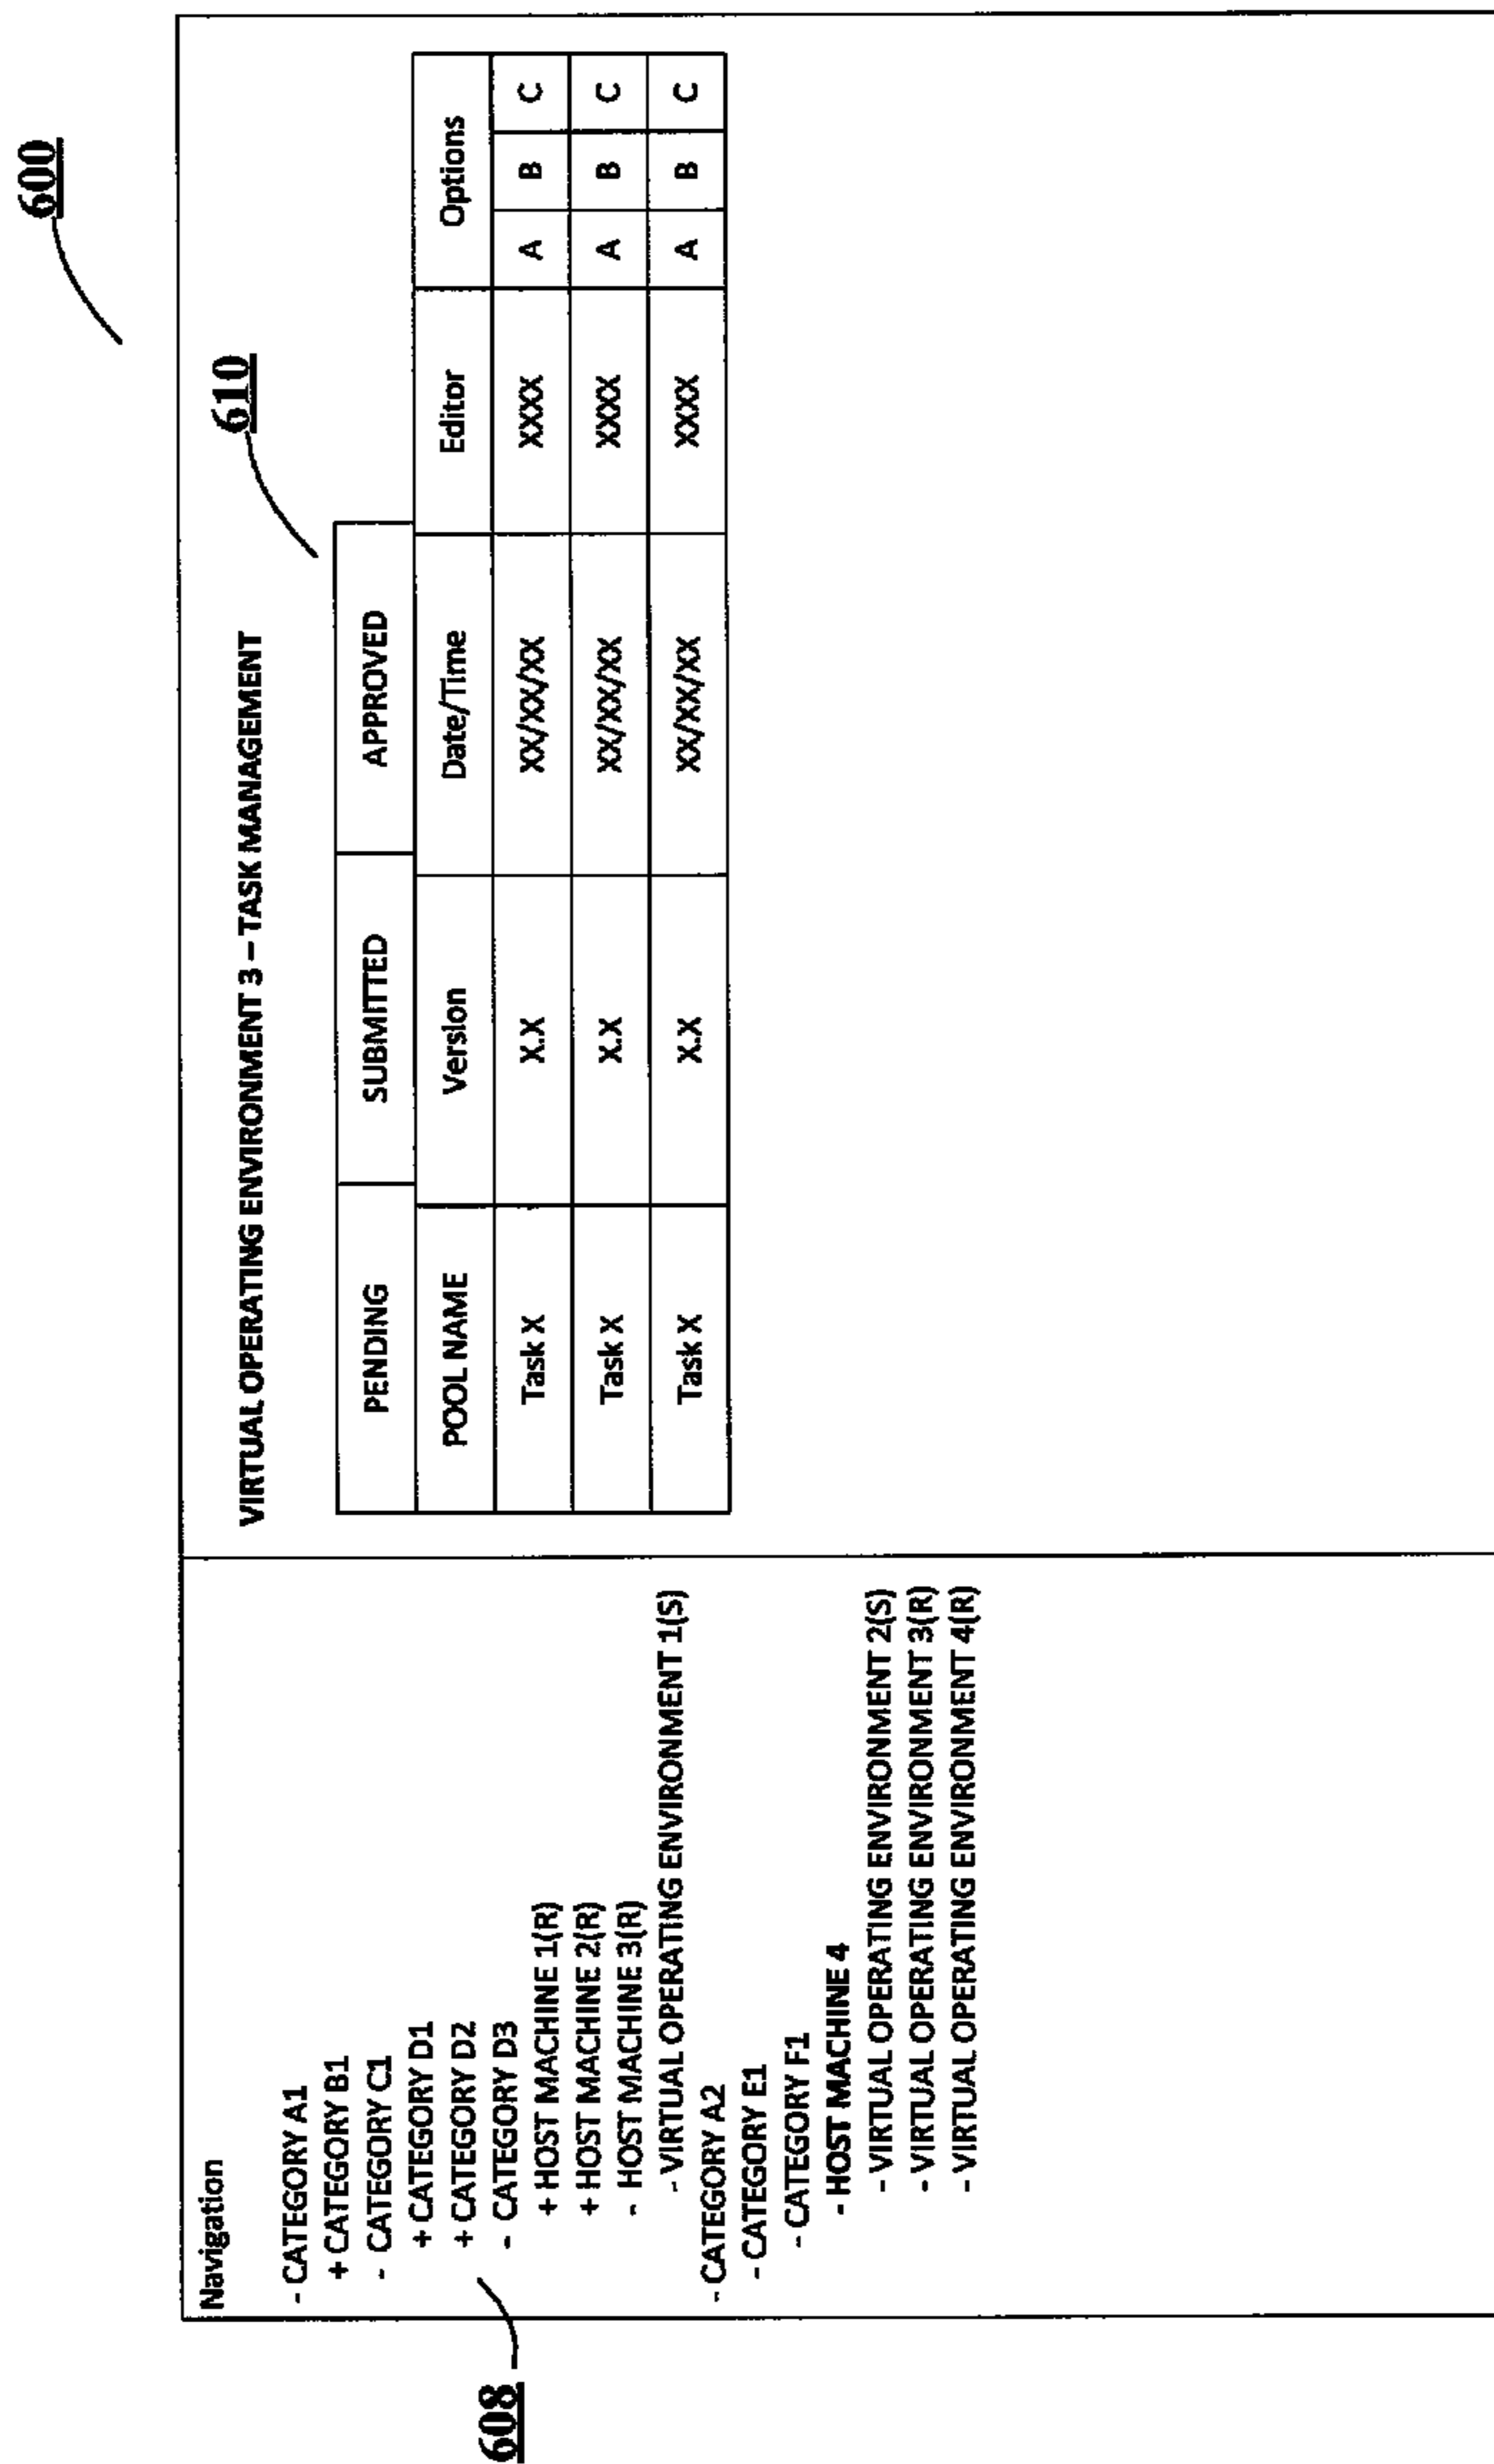 600
610
608
Navigation
- CATEGORY A1
+ CATEGORY B1
- CATEGORY C1
+ CATEGORY D1
+ CATEGORY D2
- CATEGORY D3
+ HOST MACHINE 1(R)
+ HOST MACHINE 2(R)
- HOST MACHINE 3(R)
- VIRTUAL OPERATING ENVIRONMENT 1(S)
- CATEGORY A2
- CATEGORY E1
- CATEGORY F1
- HOST MACHINE 4
- VIRTUAL OPERATING ENVIRONMENT 2(S)
- VIRTUAL OPERATING ENVIRONMENT 3(R)
- VIRTUAL OPERATING ENVIRONMENT 4(R)
VIRTUAL OPERATING ENVIRONMENT 3 – TASK MANAGEMENT
PENDING SUBMITTED APPROVED
POOL NAME Version Date/Time Editor Options
Task X X.X XX/XX/XX XXXX A B C
Task X X.X XX/XX/XX XXXX A B C
Task X X.X XX/XX/XX XXXX A B C